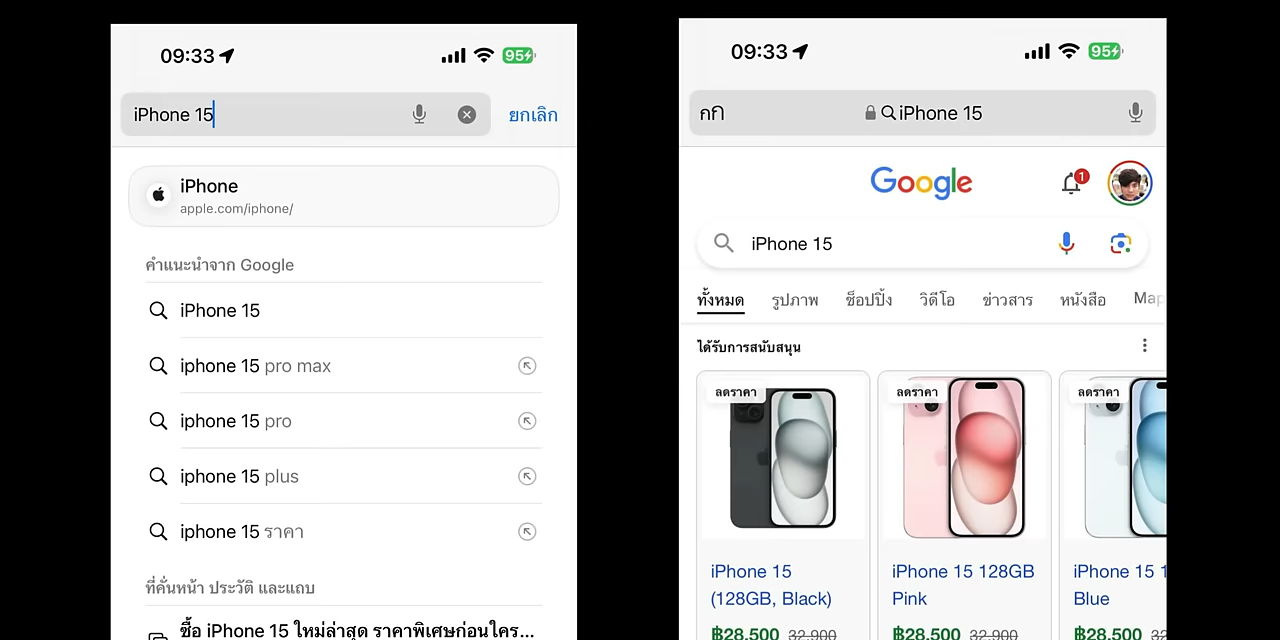 09:33
95
iPhone 15
ยกเลิก
iPhone
apple.com/iphone/
คำแนะนำจาก Google
iPhone 15
iphone 15 pro max
iphone 15 pro
iphone 15 plus
iphone 15 ราคา
ที่คั่นหน้า ประวัติ และแถบ
ซื้อ iPhone 15 ใหม่ล่าสุด ราคาพิเศษก่อนใคร...
09:33
95
กก
iPhone 15
Google
1
iPhone 15
ทั้งหมด รูปภาพ ช็อปปิ้ง วิดีโอ ข่าวสาร หนังสือ Map
ได้รับการสนับสนุน
ลดราคา
ลดราคา
ลดราคา
iPhone 15
(128GB, Black)
฿28,500 32,900
iPhone 15 128GB
Pink
฿28,500 32,900
iPhone 15 1
Blue
฿28,500 32